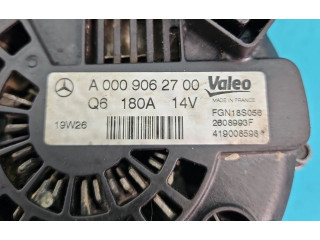 A 000 906 27 00 Valeo
MADE IN FRANCE
Q6 180A 14V
FGN18S068
19W26
2608993F
419008598*